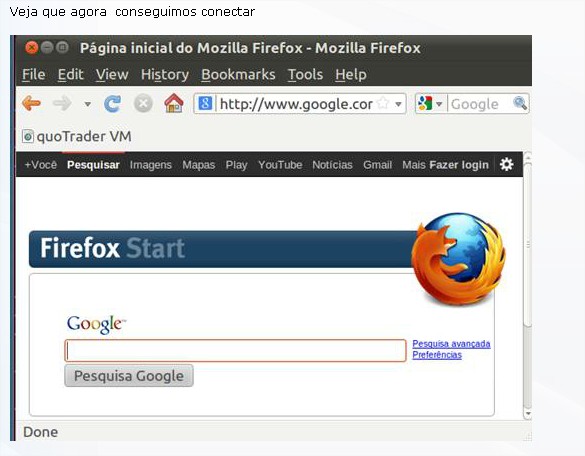 Veja que agora conseguimos conectar
Página inicial do Mozilla Firefox - Mozilla Firefox
File Edit View History Bookmarks Tools Help
http://www.google.cor Google
quoTrader VM
+Você Pesquisar Imagens Mapas Play YouTube Notícias Gmail Mais Fazer login
Firefox Start
Google™
Pesquisa avançada
Preferências
Pesquisa Google
Done